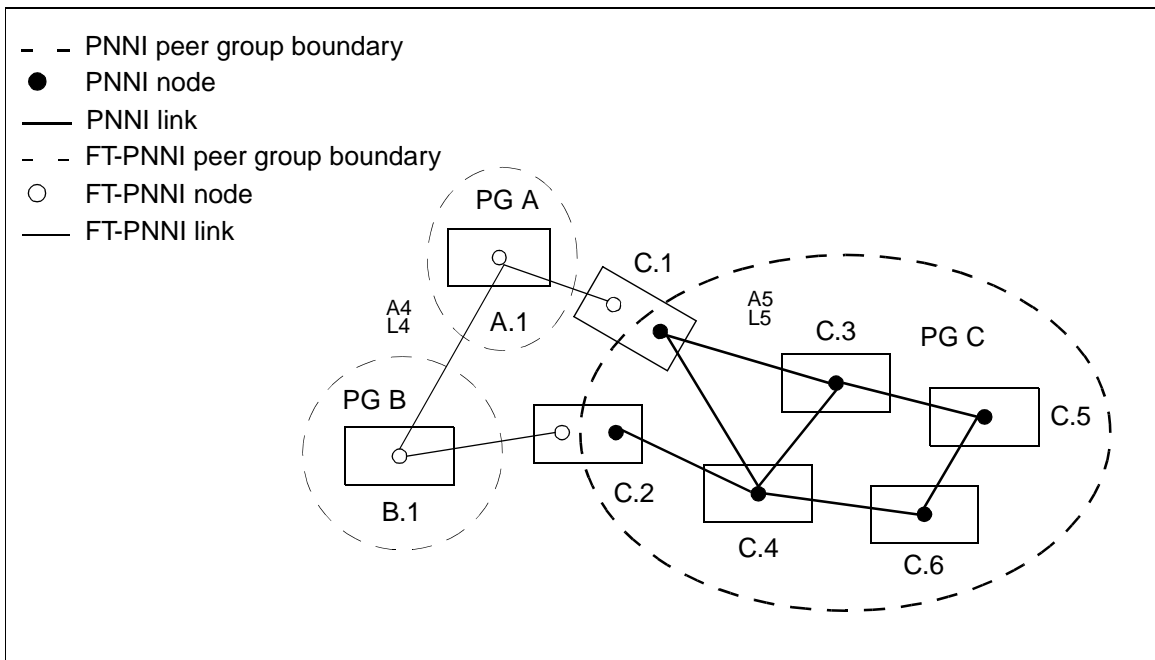 PNNI peer group boundary
PNNI node
PNNI link
FT-PNNI peer group boundary
FT-PNNI node
FT-PNNI link
PG A
A.1
A4
L4
C.1
A5
L5
C.3
PG C
C.5
PG B
B.1
C.2
C.4
C.6